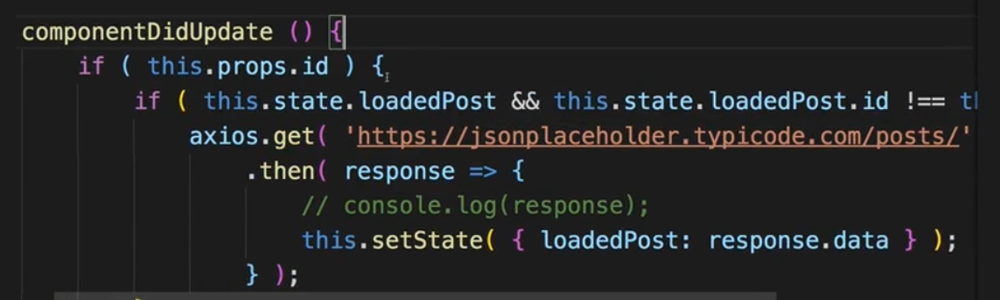 componentDidUpdate () {
if ( this.props.id ) {
if ( this.state.loadedPost && this.state.loadedPost.id !== th
axios.get( 'https://jsonplaceholder.typicode.com/posts/'
.then( response => {
// console.log(response);
this.setState( { loadedPost: response.data } );
} );